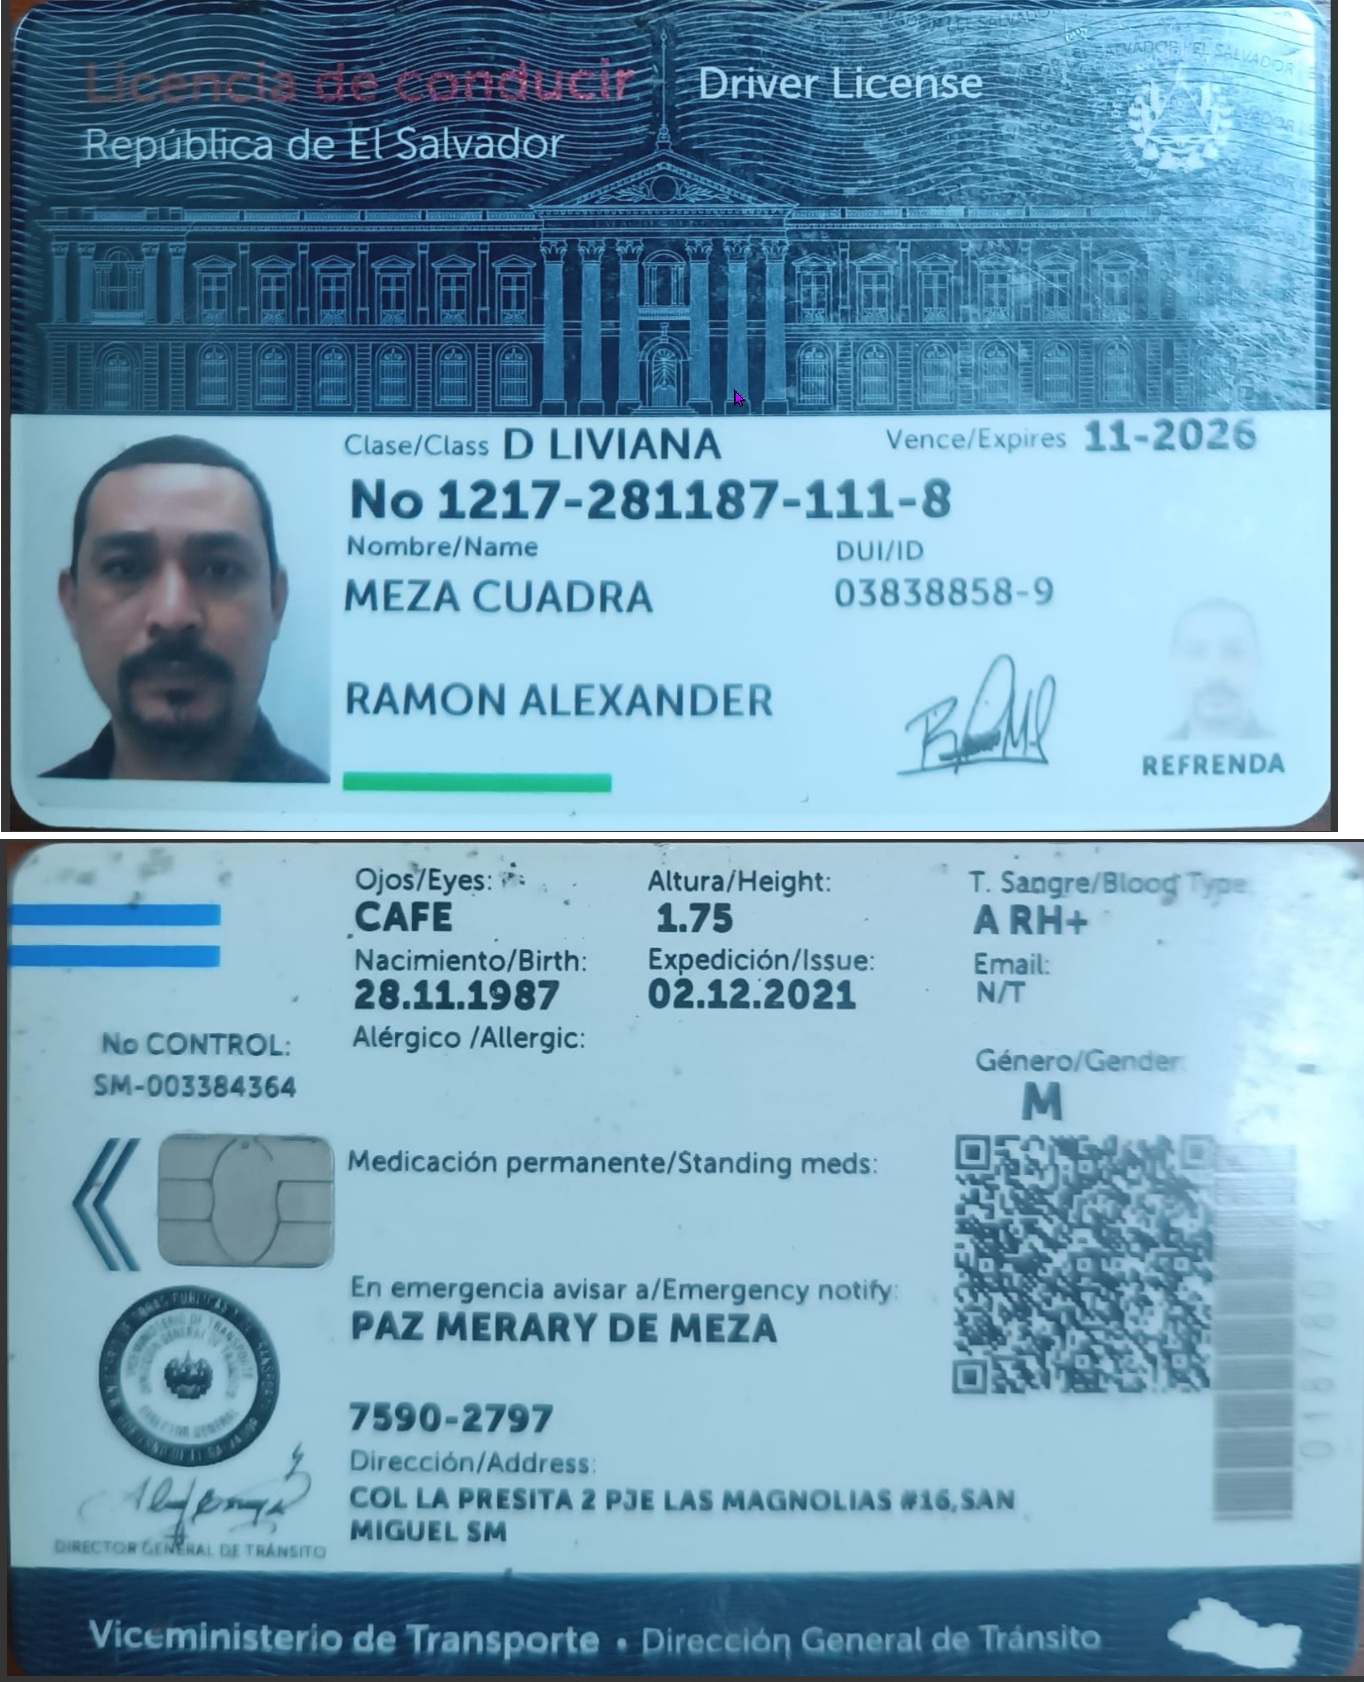 Licencia de conducir Driver License
República de El Salvador
Clase/Class D LIVIANA Vence/Expires 11-2026
No 1217-281187-111-8
Nombre/Name DUI/ID
MEZA CUADRA 03838858-9
RAMON ALEXANDER
REFRENDA
Ojos/Eyes: Altura/Height: T. Sangre/Blood Type:
CAFE 1.75 A RH+
Nacimiento/Birth: Expedición/Issue: Email:
28.11.1987 02.12.2021 N/T
Alérgico /Allergic:
No CONTROL: Género/Gender:
SM-003384364 M
Medicación permanente/Standing meds:
En emergencia avisar a/Emergency notify:
PAZ MERARY DE MEZA
7590-2797
Dirección/Address:
COL LA PRESITA 2 PJE LAS MAGNOLIAS #16,SAN
MIGUEL SM
DIRECTOR GENERAL DE TRÁNSITO
Viceministerio de Transporte • Dirección General de Tránsito